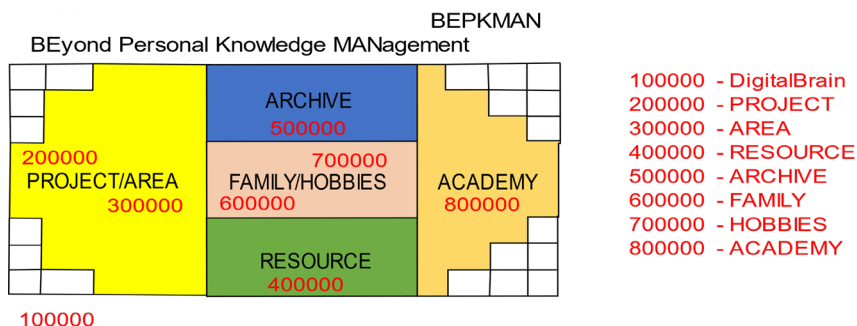 BEPKMAN
BEyond Personal Knowledge MANagement
ARCHIVE
500000
200000
PROJECT/AREA
300000
700000
FAMILY/HOBBIES
600000
ACADEMY
800000
RESOURCE
400000
100000
100000 - DigitalBrain
200000 - PROJECT
300000 - AREA
400000 - RESOURCE
500000 - ARCHIVE
600000 - FAMILY
700000 - HOBBIES
800000 - ACADEMY